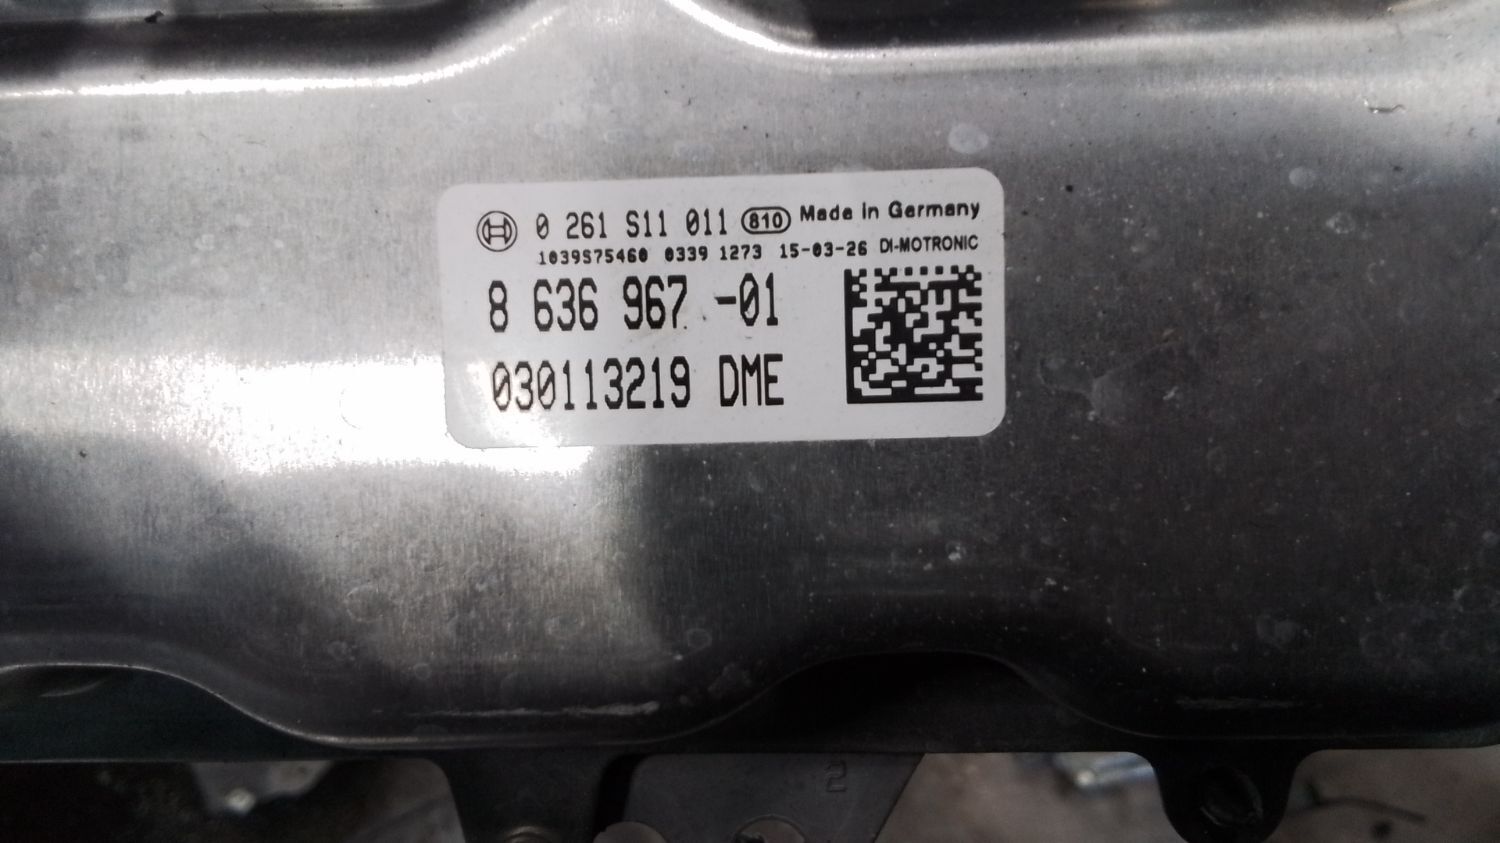 0 261 S11 011 810 Made in Germany
1039S75460 0339 1273 15-03-26 DI-MOTRONIC
8 636 967 -01
030113219 DME
2